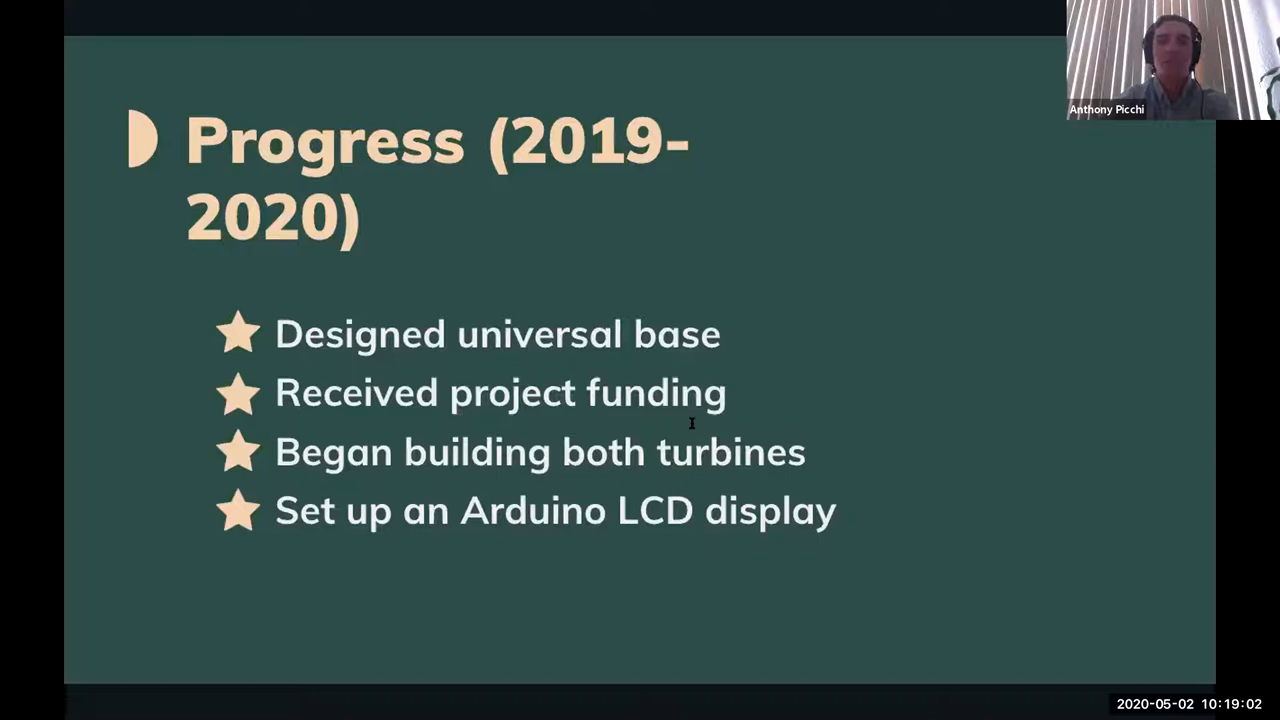 Anthony Picchi
Progress (2019-
2020)
Designed universal base
Received project funding
Began building both turbines
Set up an Arduino LCD display
2020-05-02 10:19:02